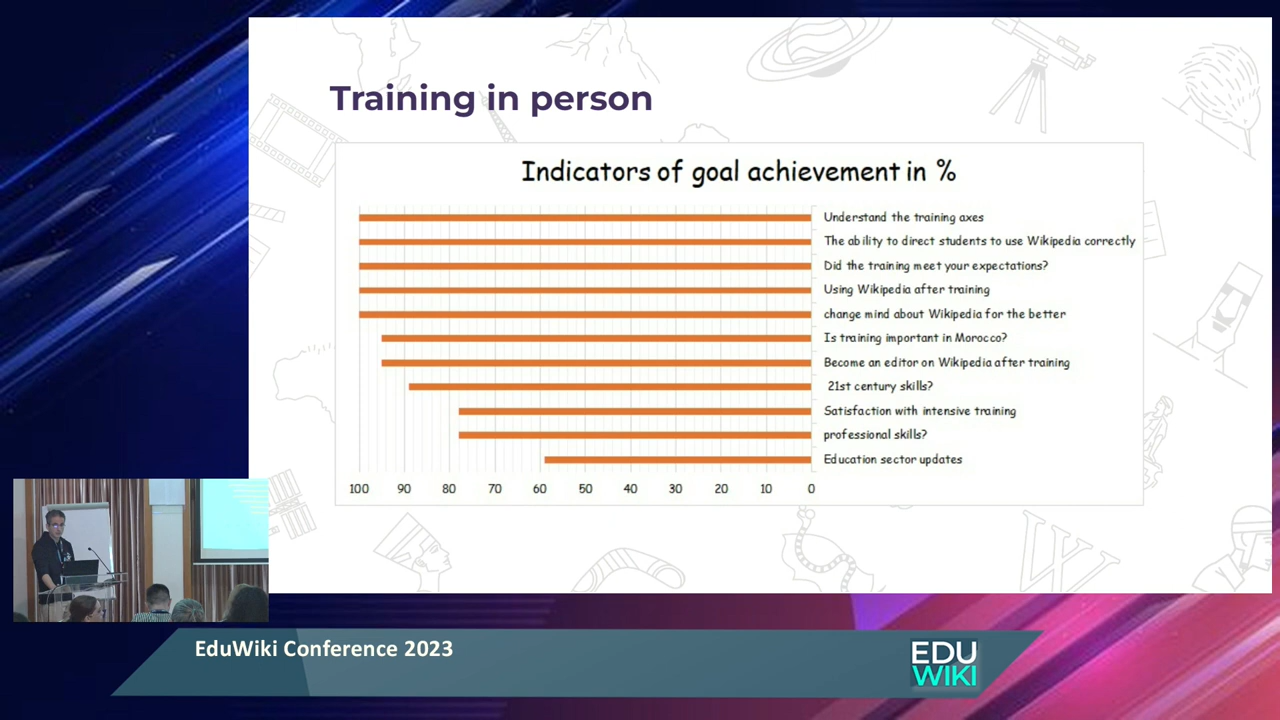 Training in person
Indicators of goal achievement in %
Understand the training axes
The ability to direct students to use Wikipedia correctly
Did the training meet your expectations?
Using Wikipedia after training
change mind about Wikipedia for the better
Is training important in Morocco?
Become an editor on Wikipedia after training
21st century skills?
Satisfaction with intensive training
professional skills?
Education sector updates
100 90 80 70 60 50 40 30 20 10 0
EduWiki Conference 2023
EDU
WIKI